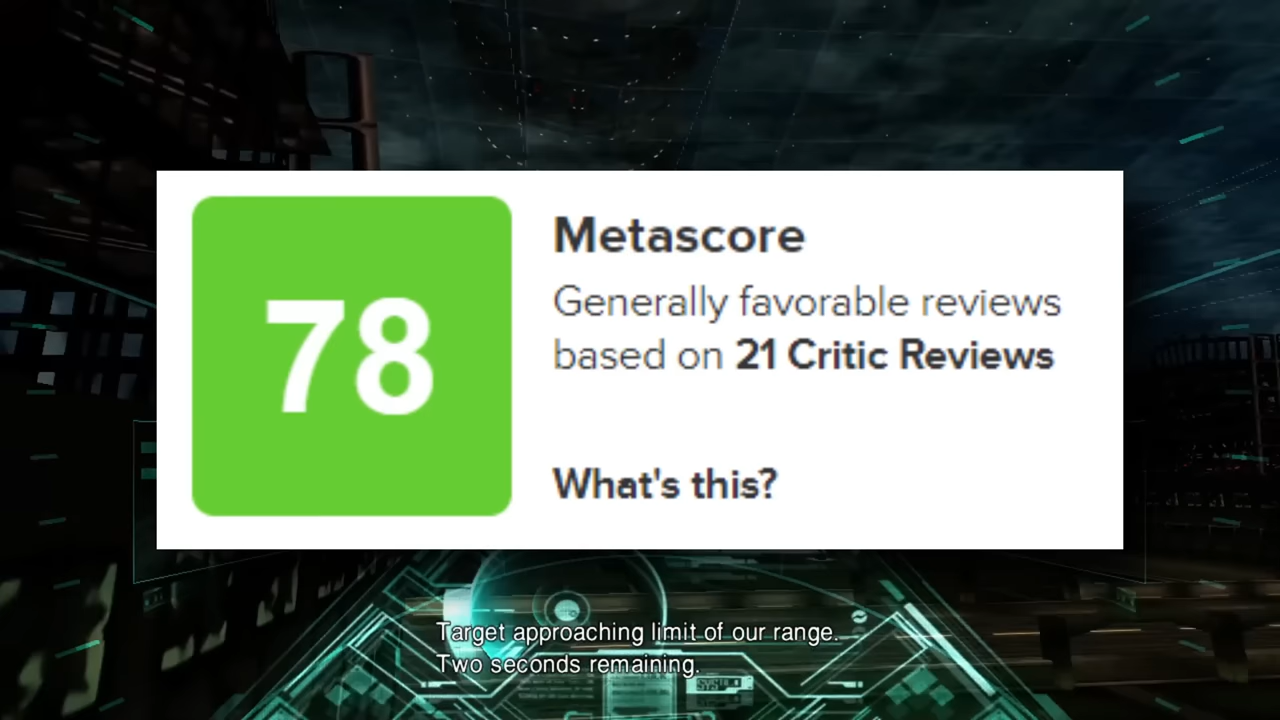 78
Metascore
Generally favorable reviews
based on 21 Critic Reviews
What's this?
Target approaching limit of our range.
Two seconds remaining.